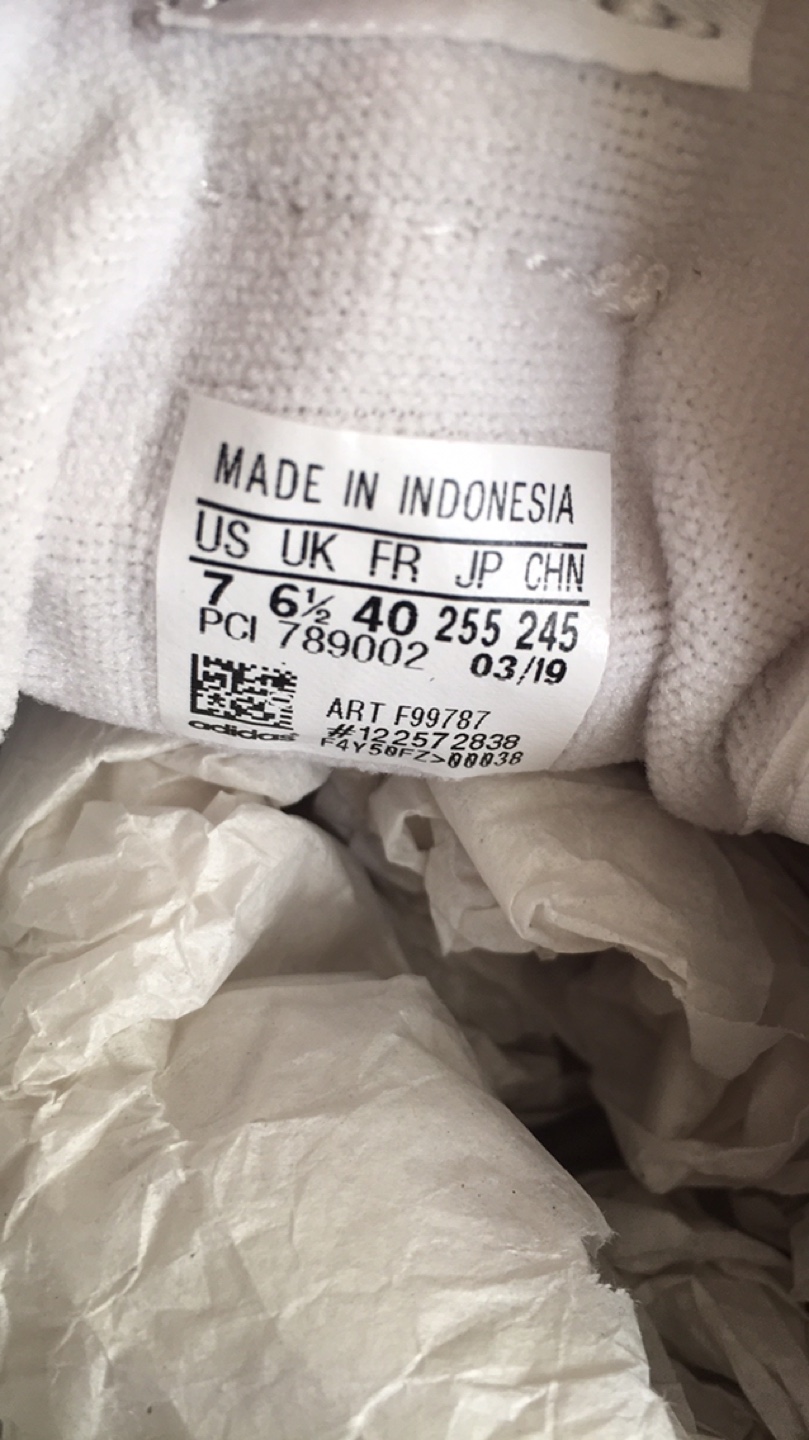 MADE IN INDONESIA
US UK FR JP CHN
7 6½ 40 255 245
PCI 789002 03/19
adidas
ART F99787
#122572838
F4Y50FZ>00038